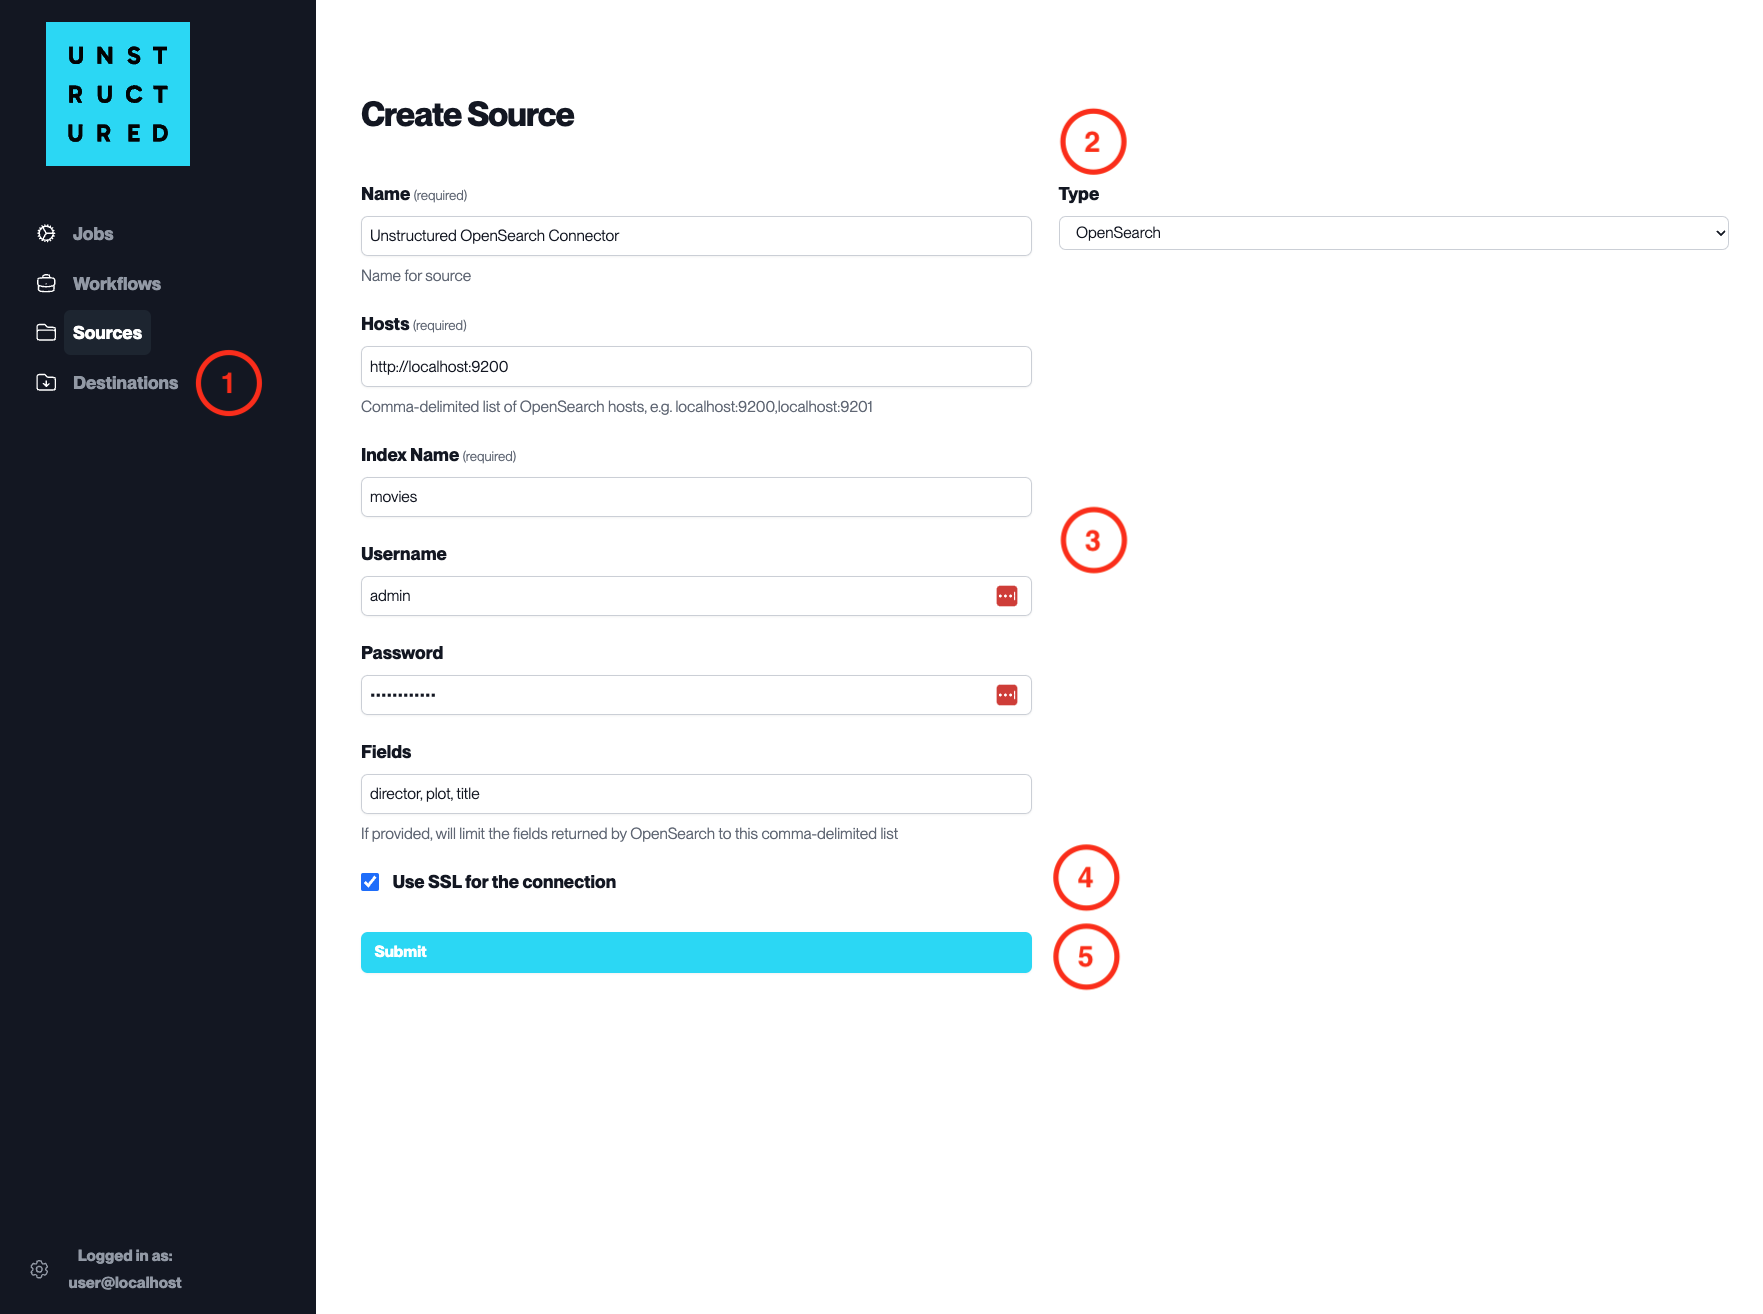 UNST
RUCT
URED
Jobs
Workflows
Sources
Destinations
1
Create Source
2
Name (required)
Unstructured OpenSearch Connector
Name for source
Type
OpenSearch
Hosts (required)
http://localhost:9200
Comma-delimited list of OpenSearch hosts, e.g. localhost:9200,localhost:9201
Index Name (required)
movies
3
Username
admin
Password
••••••••••••
Fields
director, plot, title
If provided, will limit the fields returned by OpenSearch to this comma-delimited list
Use SSL for the connection
4
Submit
5
Logged in as:
user@localhost